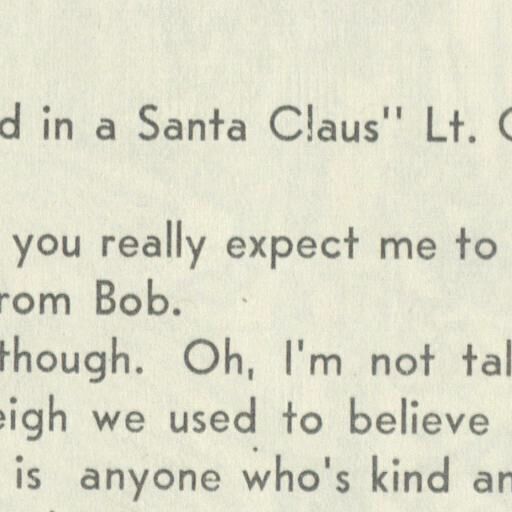 d in a Santa Claus" Lt.
you really expect me to
rom Bob.
though. Oh, I'm not tal
eigh we used to believe
is anyone who's kind an